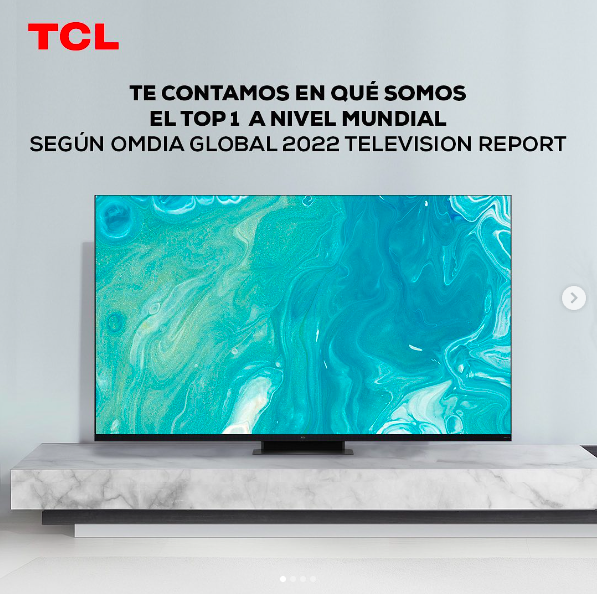 TCL
TE CONTAMOS EN QUÉ SOMOS
EL TOP 1 A NIVEL MUNDIAL
SEGÚN OMDIA GLOBAL 2022 TELEVISION REPORT